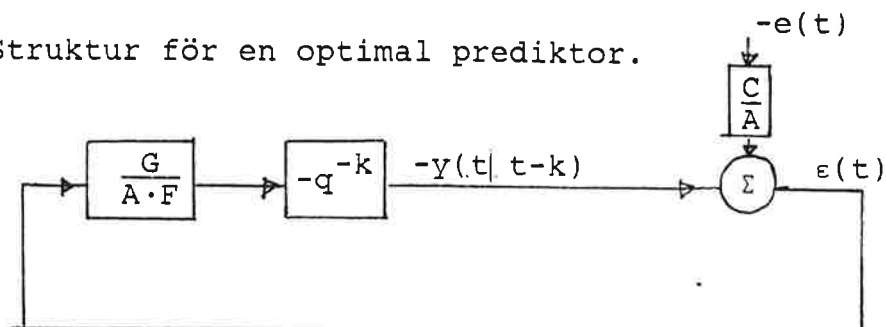 -e(t)
Struktur för en optimal prediktor.
C
A
G
A·F
-q^-k
-y(t| t-k)
Σ
ε(t)